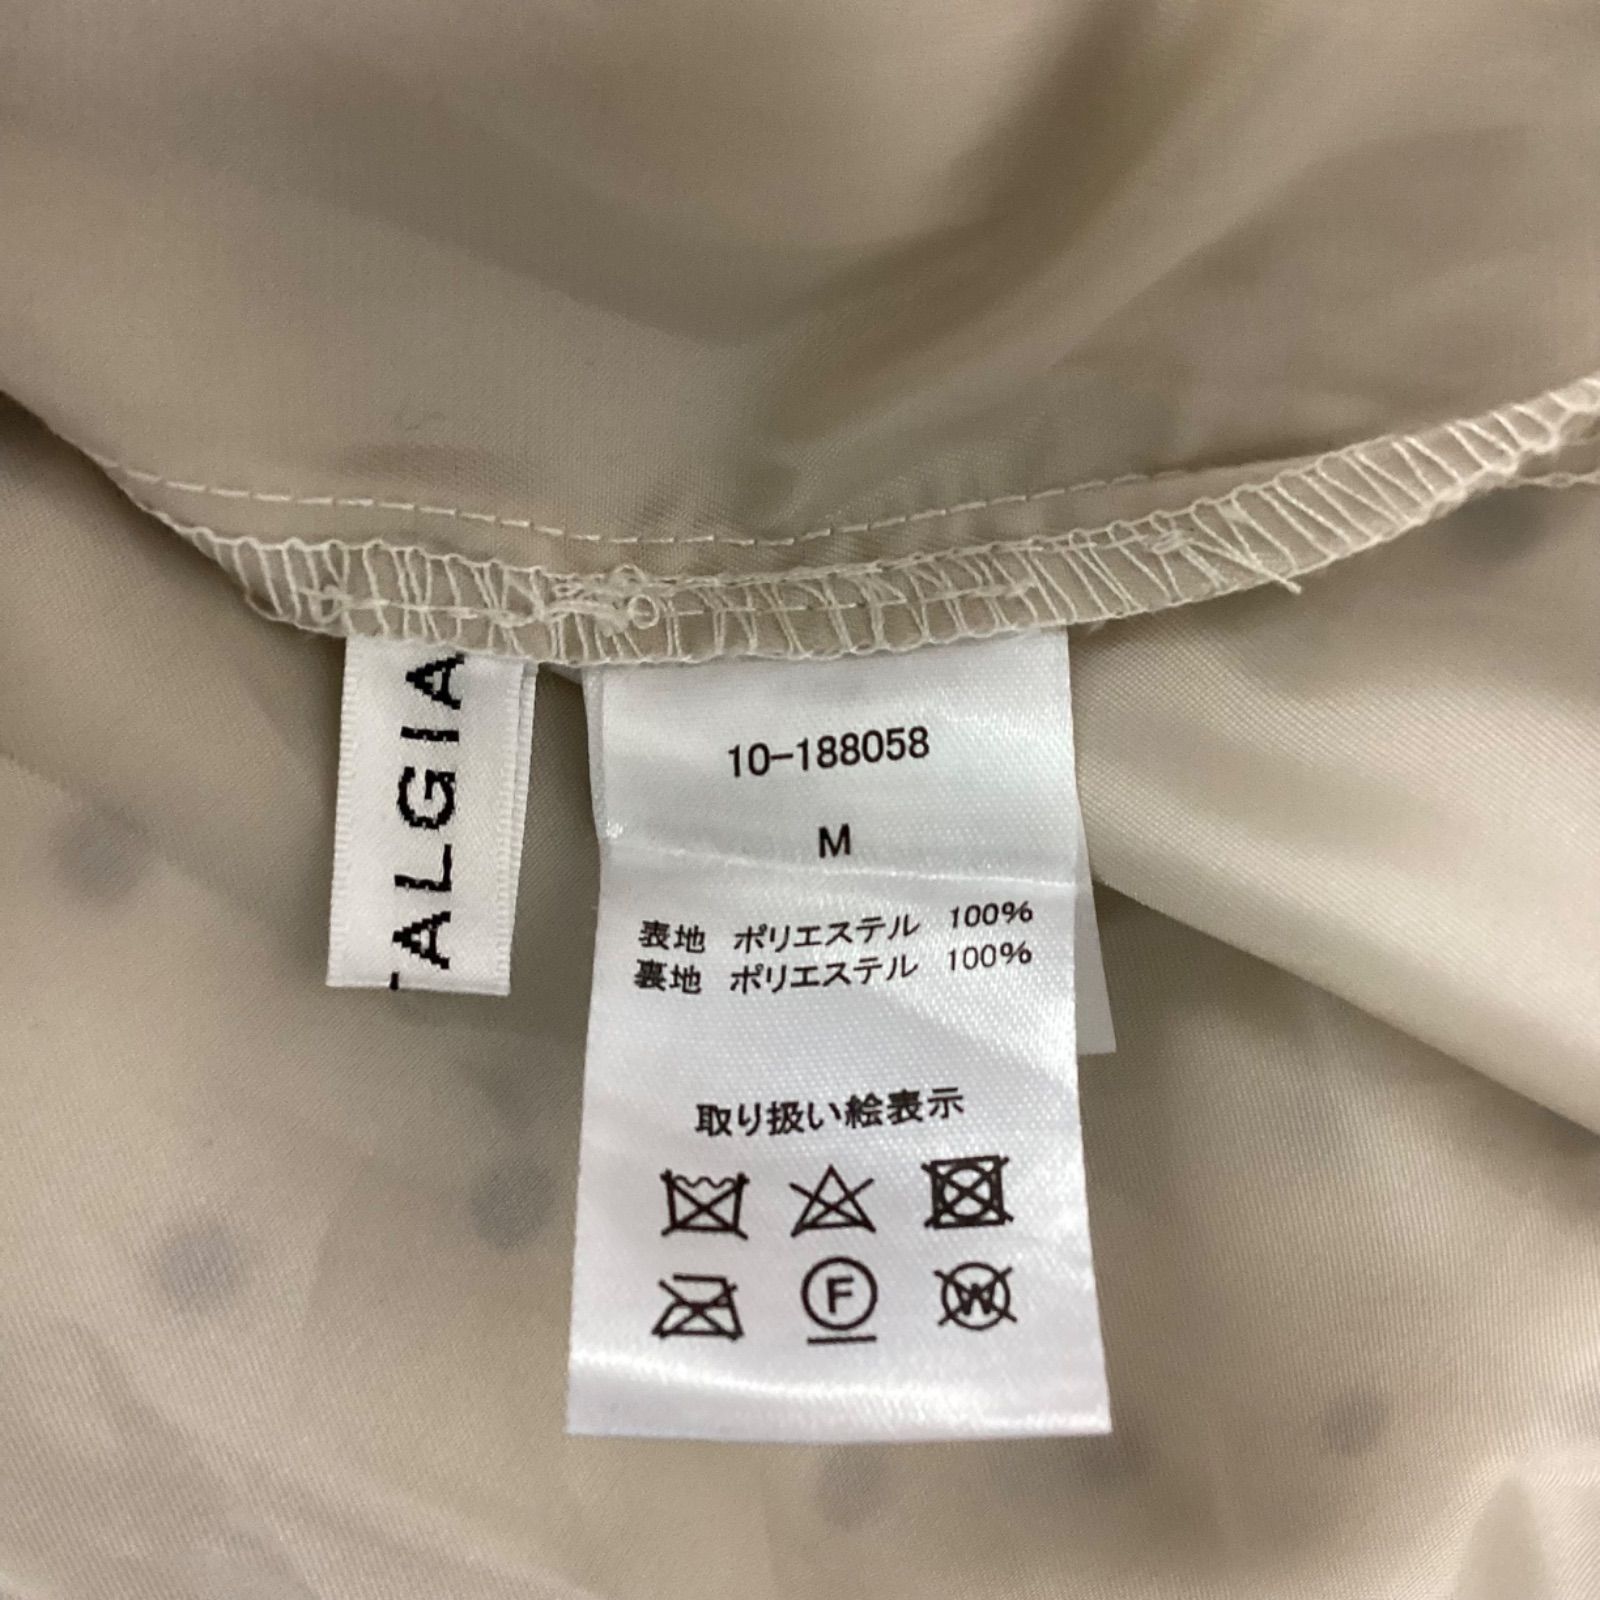 TALGIA
10-188058
M
表地 ポリエステル 100%
裏地 ポリエステル 100%
取り扱い絵表示
F
W